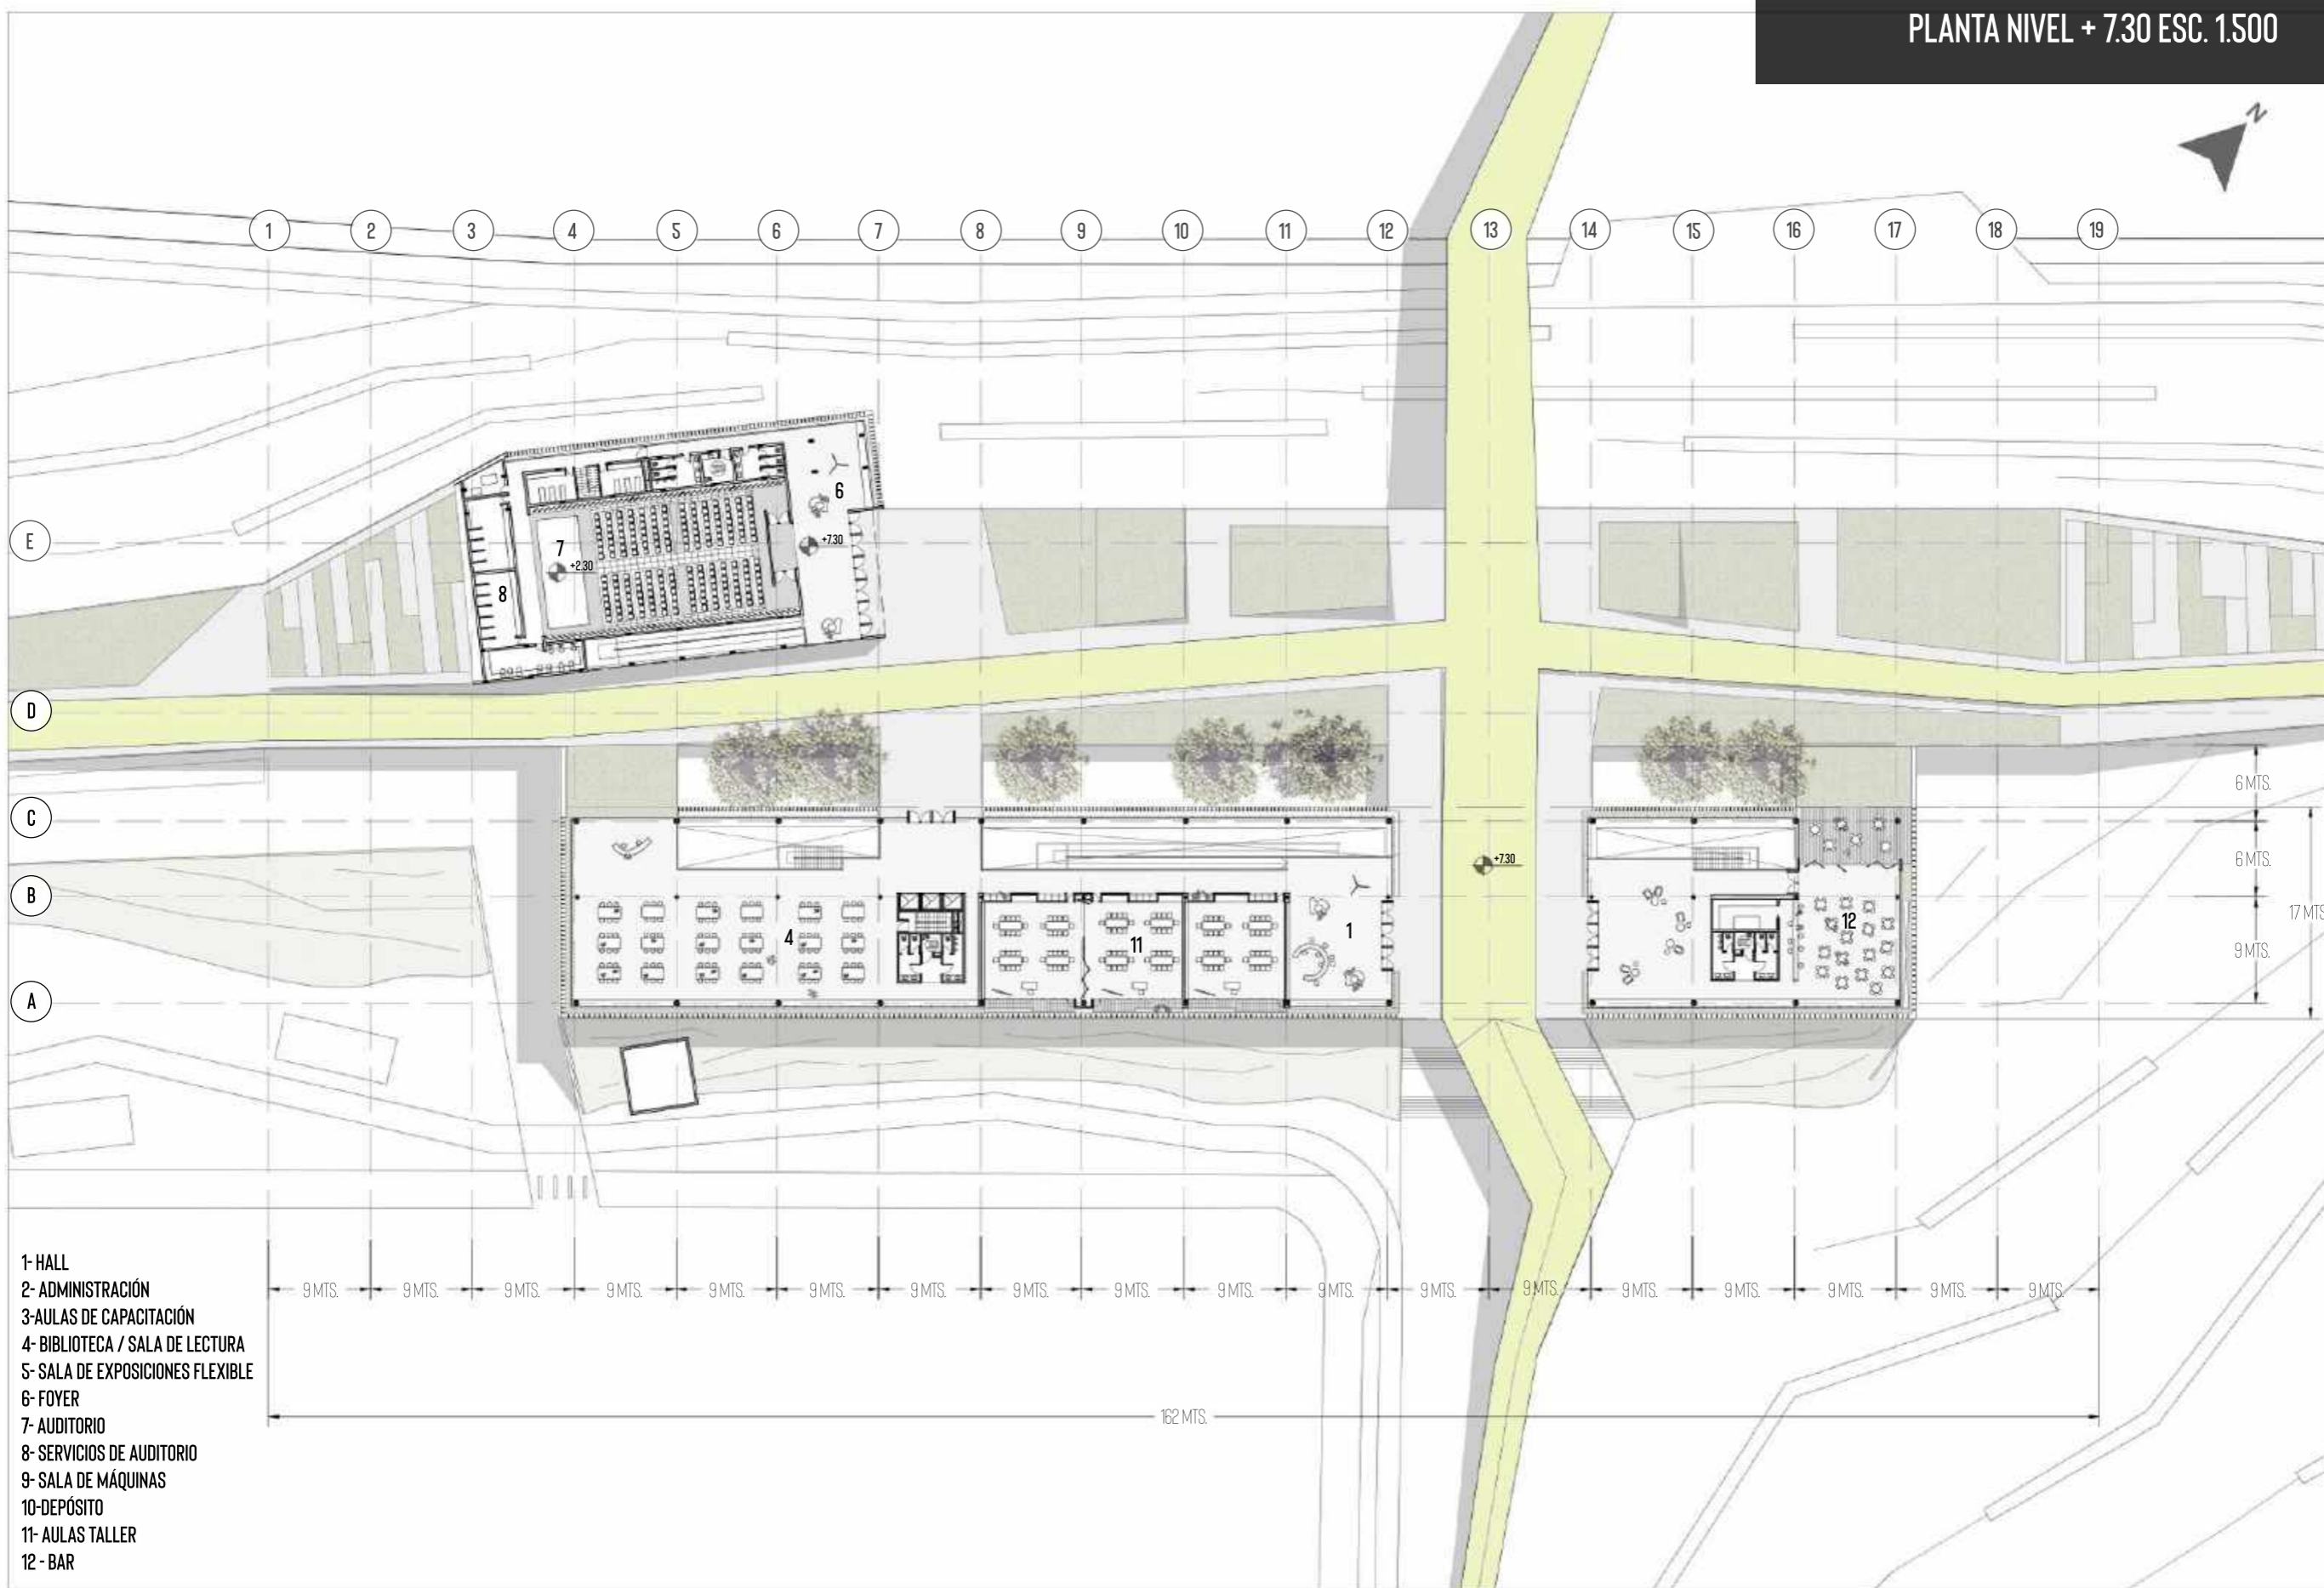 PLANTA NIVEL + 7.30 ESC. 1.500
N
1 2 3 4 5 6 7 8 9 10 11 12 13 14 15 16 17 18 19
6
E
7
+7.30
+2.30
8
D
6 MTS.
C
+7.30
6 MTS.
B
17 MTS
12
1
4
11
9 MTS.
A
9 MTS. 9 MTS. 9 MTS. 9 MTS. 9 MTS. 9 MTS. 9 MTS. 9 MTS. 9 MTS. 9 MTS. 9 MTS. 9 MTS. 9 MTS. 9 MTS. 9 MTS. 9 MTS. 9 MTS. 9 MTS.
162 MTS.
1- HALL
2- ADMINISTRACIÓN
3-AULAS DE CAPACITACIÓN
4- BIBLIOTECA / SALA DE LECTURA
5- SALA DE EXPOSICIONES FLEXIBLE
6- FOYER
7- AUDITORIO
8- SERVICIOS DE AUDITORIO
9- SALA DE MÁQUINAS
10-DEPÓSITO
11- AULAS TALLER
12 - BAR